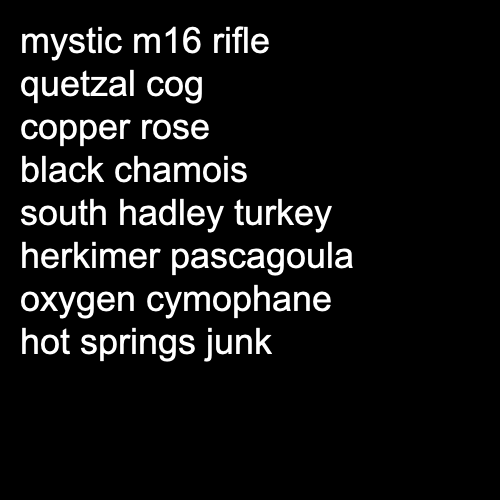 mystic m16 rifle
quetzal cog
copper rose
black chamois
south hadley turkey
herkimer pascagoula
oxygen cymophane
hot springs junk